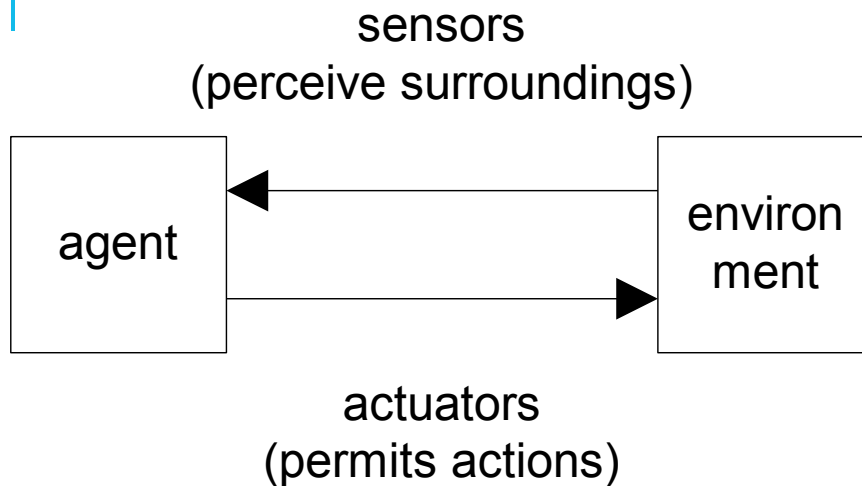 sensors
(perceive surroundings)
agent
environ
ment
actuators
(permits actions)